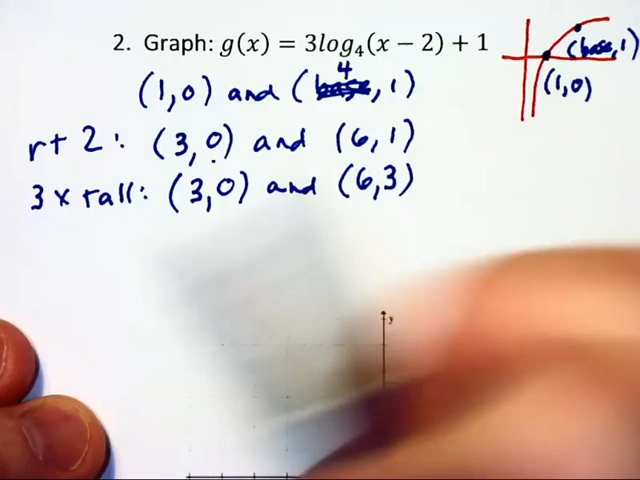 2. Graph: g(x) = 3log₄(x − 2) + 1
(base, 1)
(1,0)
(1,0) and (4, 1)
rt 2: (3,0) and (6,1)
3x tall: (3,0) and (6,3)
y